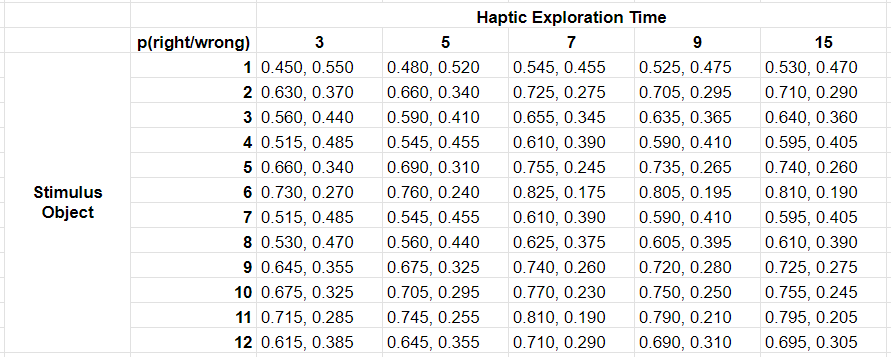 Haptic Exploration Time
p(right/wrong) 3 5 7 9 15
1 0.450, 0.550 0.480, 0.520 0.545, 0.455 0.525, 0.475 0.530, 0.470
2 0.630, 0.370 0.660, 0.340 0.725, 0.275 0.705, 0.295 0.710, 0.290
3 0.560, 0.440 0.590, 0.410 0.655, 0.345 0.635, 0.365 0.640, 0.360
4 0.515, 0.485 0.545, 0.455 0.610, 0.390 0.590, 0.410 0.595, 0.405
5 0.660, 0.340 0.690, 0.310 0.755, 0.245 0.735, 0.265 0.740, 0.260
Stimulus 6 0.730, 0.270 0.760, 0.240 0.825, 0.175 0.805, 0.195 0.810, 0.190
Object 7 0.515, 0.485 0.545, 0.455 0.610, 0.390 0.590, 0.410 0.595, 0.405
8 0.530, 0.470 0.560, 0.440 0.625, 0.375 0.605, 0.395 0.610, 0.390
9 0.645, 0.355 0.675, 0.325 0.740, 0.260 0.720, 0.280 0.725, 0.275
10 0.675, 0.325 0.705, 0.295 0.770, 0.230 0.750, 0.250 0.755, 0.245
11 0.715, 0.285 0.745, 0.255 0.810, 0.190 0.790, 0.210 0.795, 0.205
12 0.615, 0.385 0.645, 0.355 0.710, 0.290 0.690, 0.310 0.695, 0.305